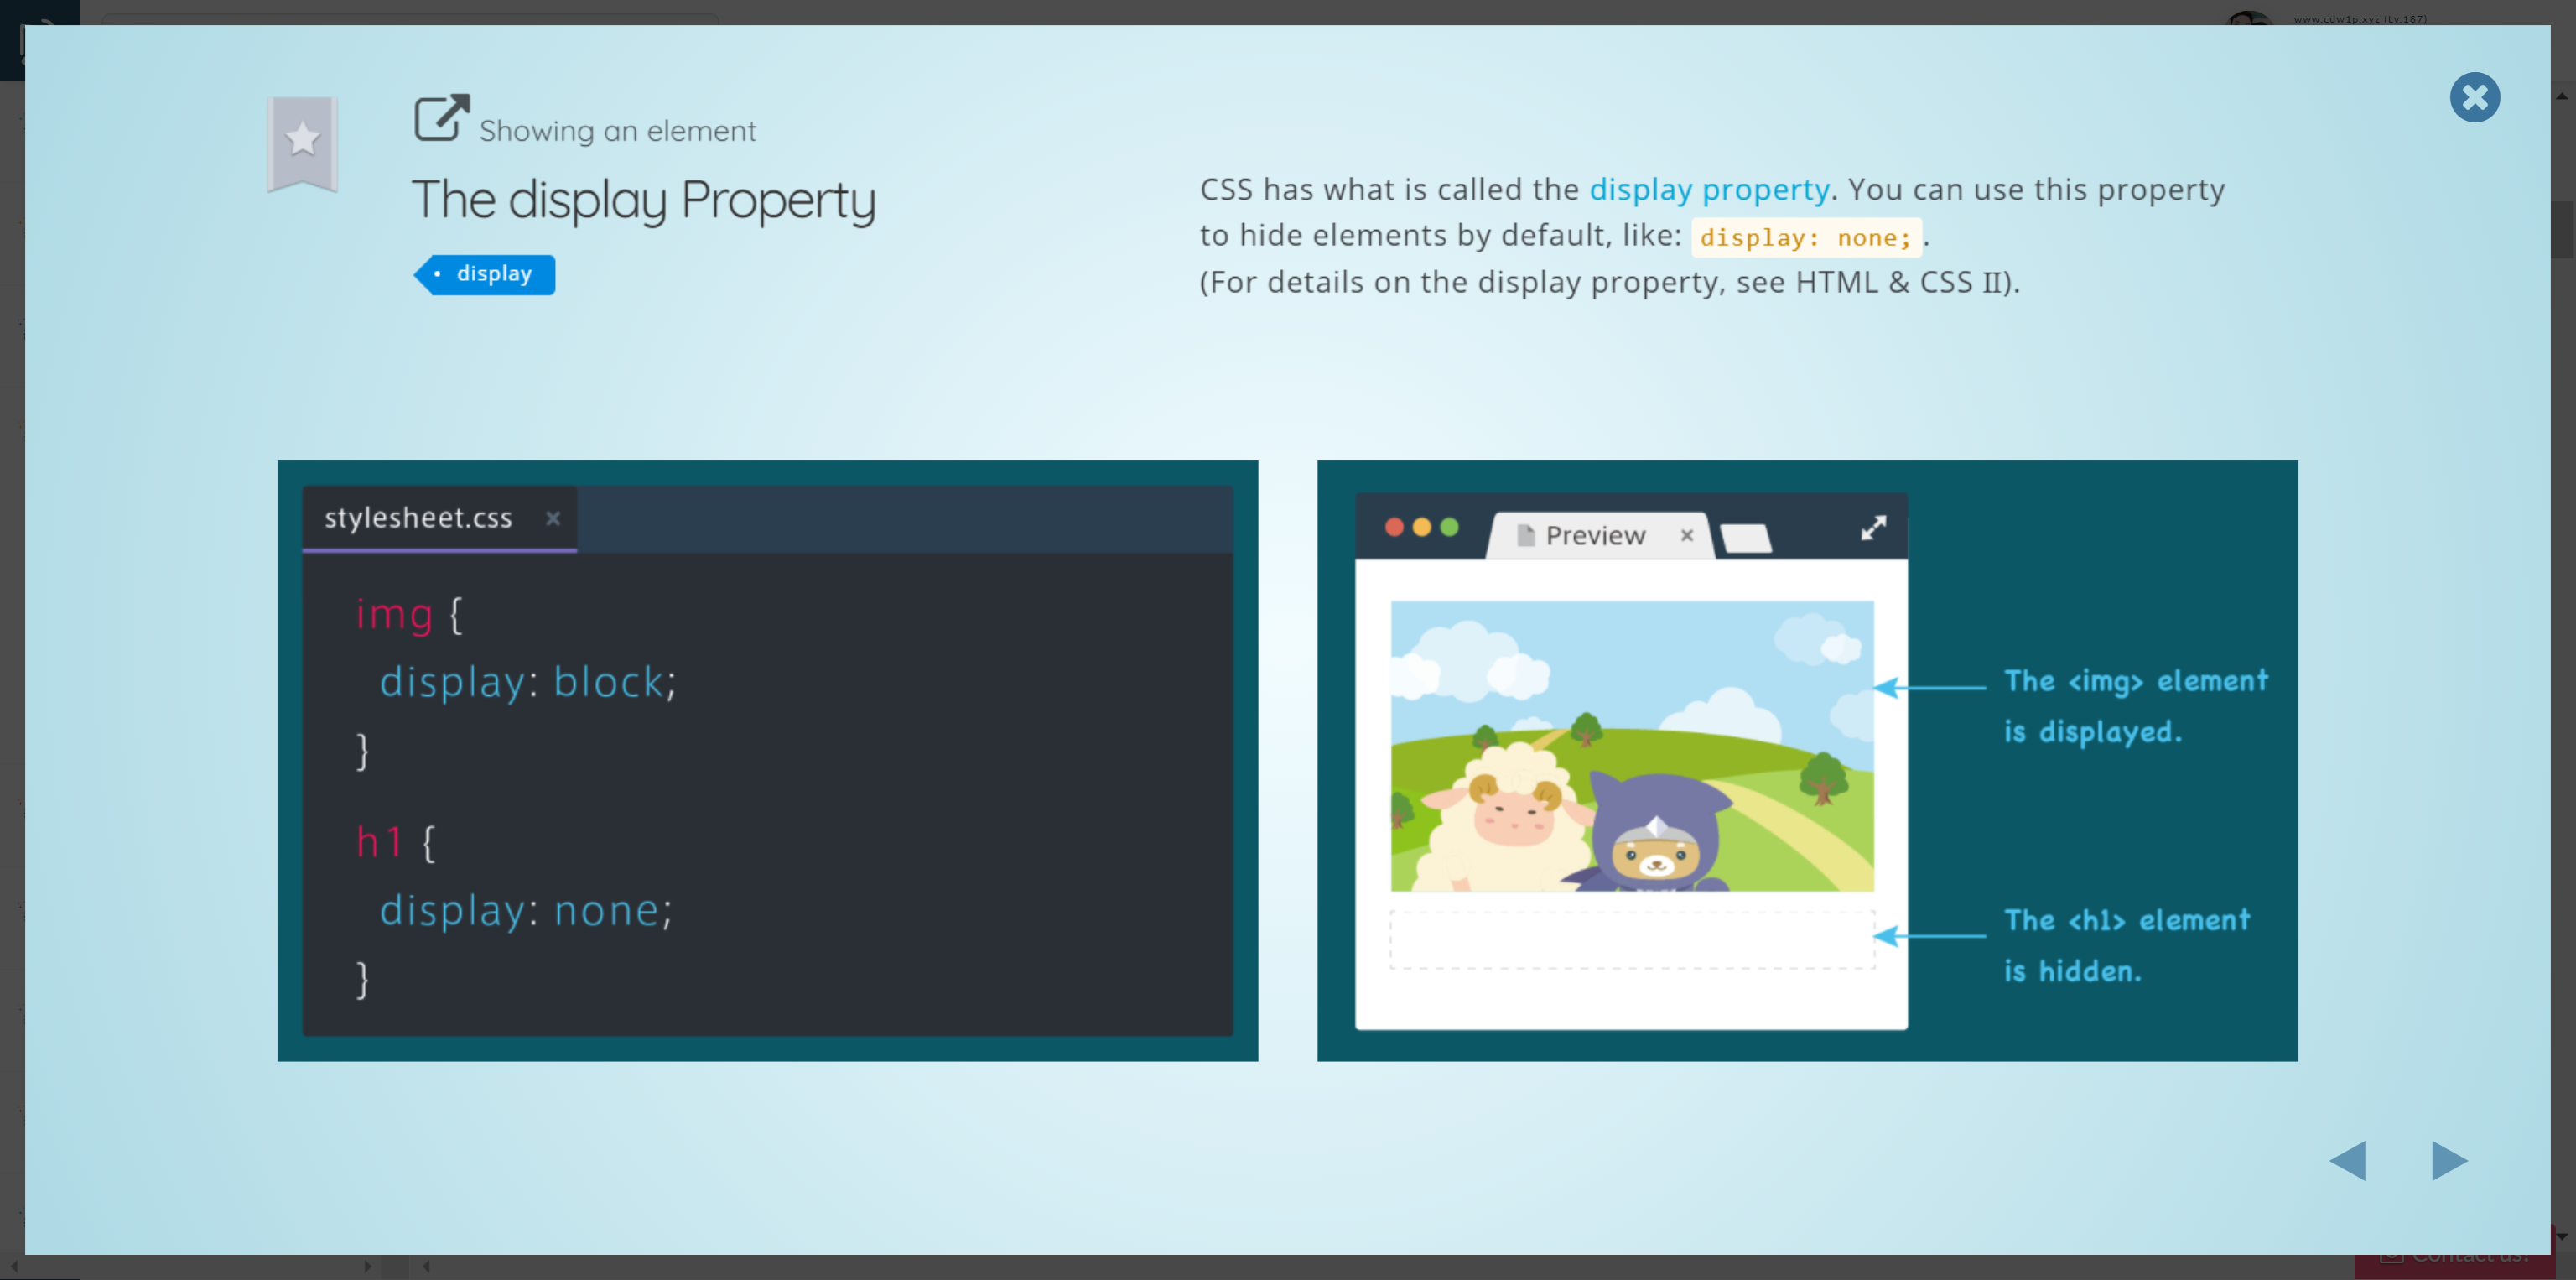 www.cdw1p.xyz (Lv.187)
Showing an element
The display Property
display
CSS has what is called the display property. You can use this property
to hide elements by default, like: display: none; .
(For details on the display property, see HTML & CSS II).
stylesheet.css ×
img {
display: block;
}
h1 {
display: none;
}
Preview ×
The <img> element
is displayed.
The <h1> element
is hidden.
Contact us!